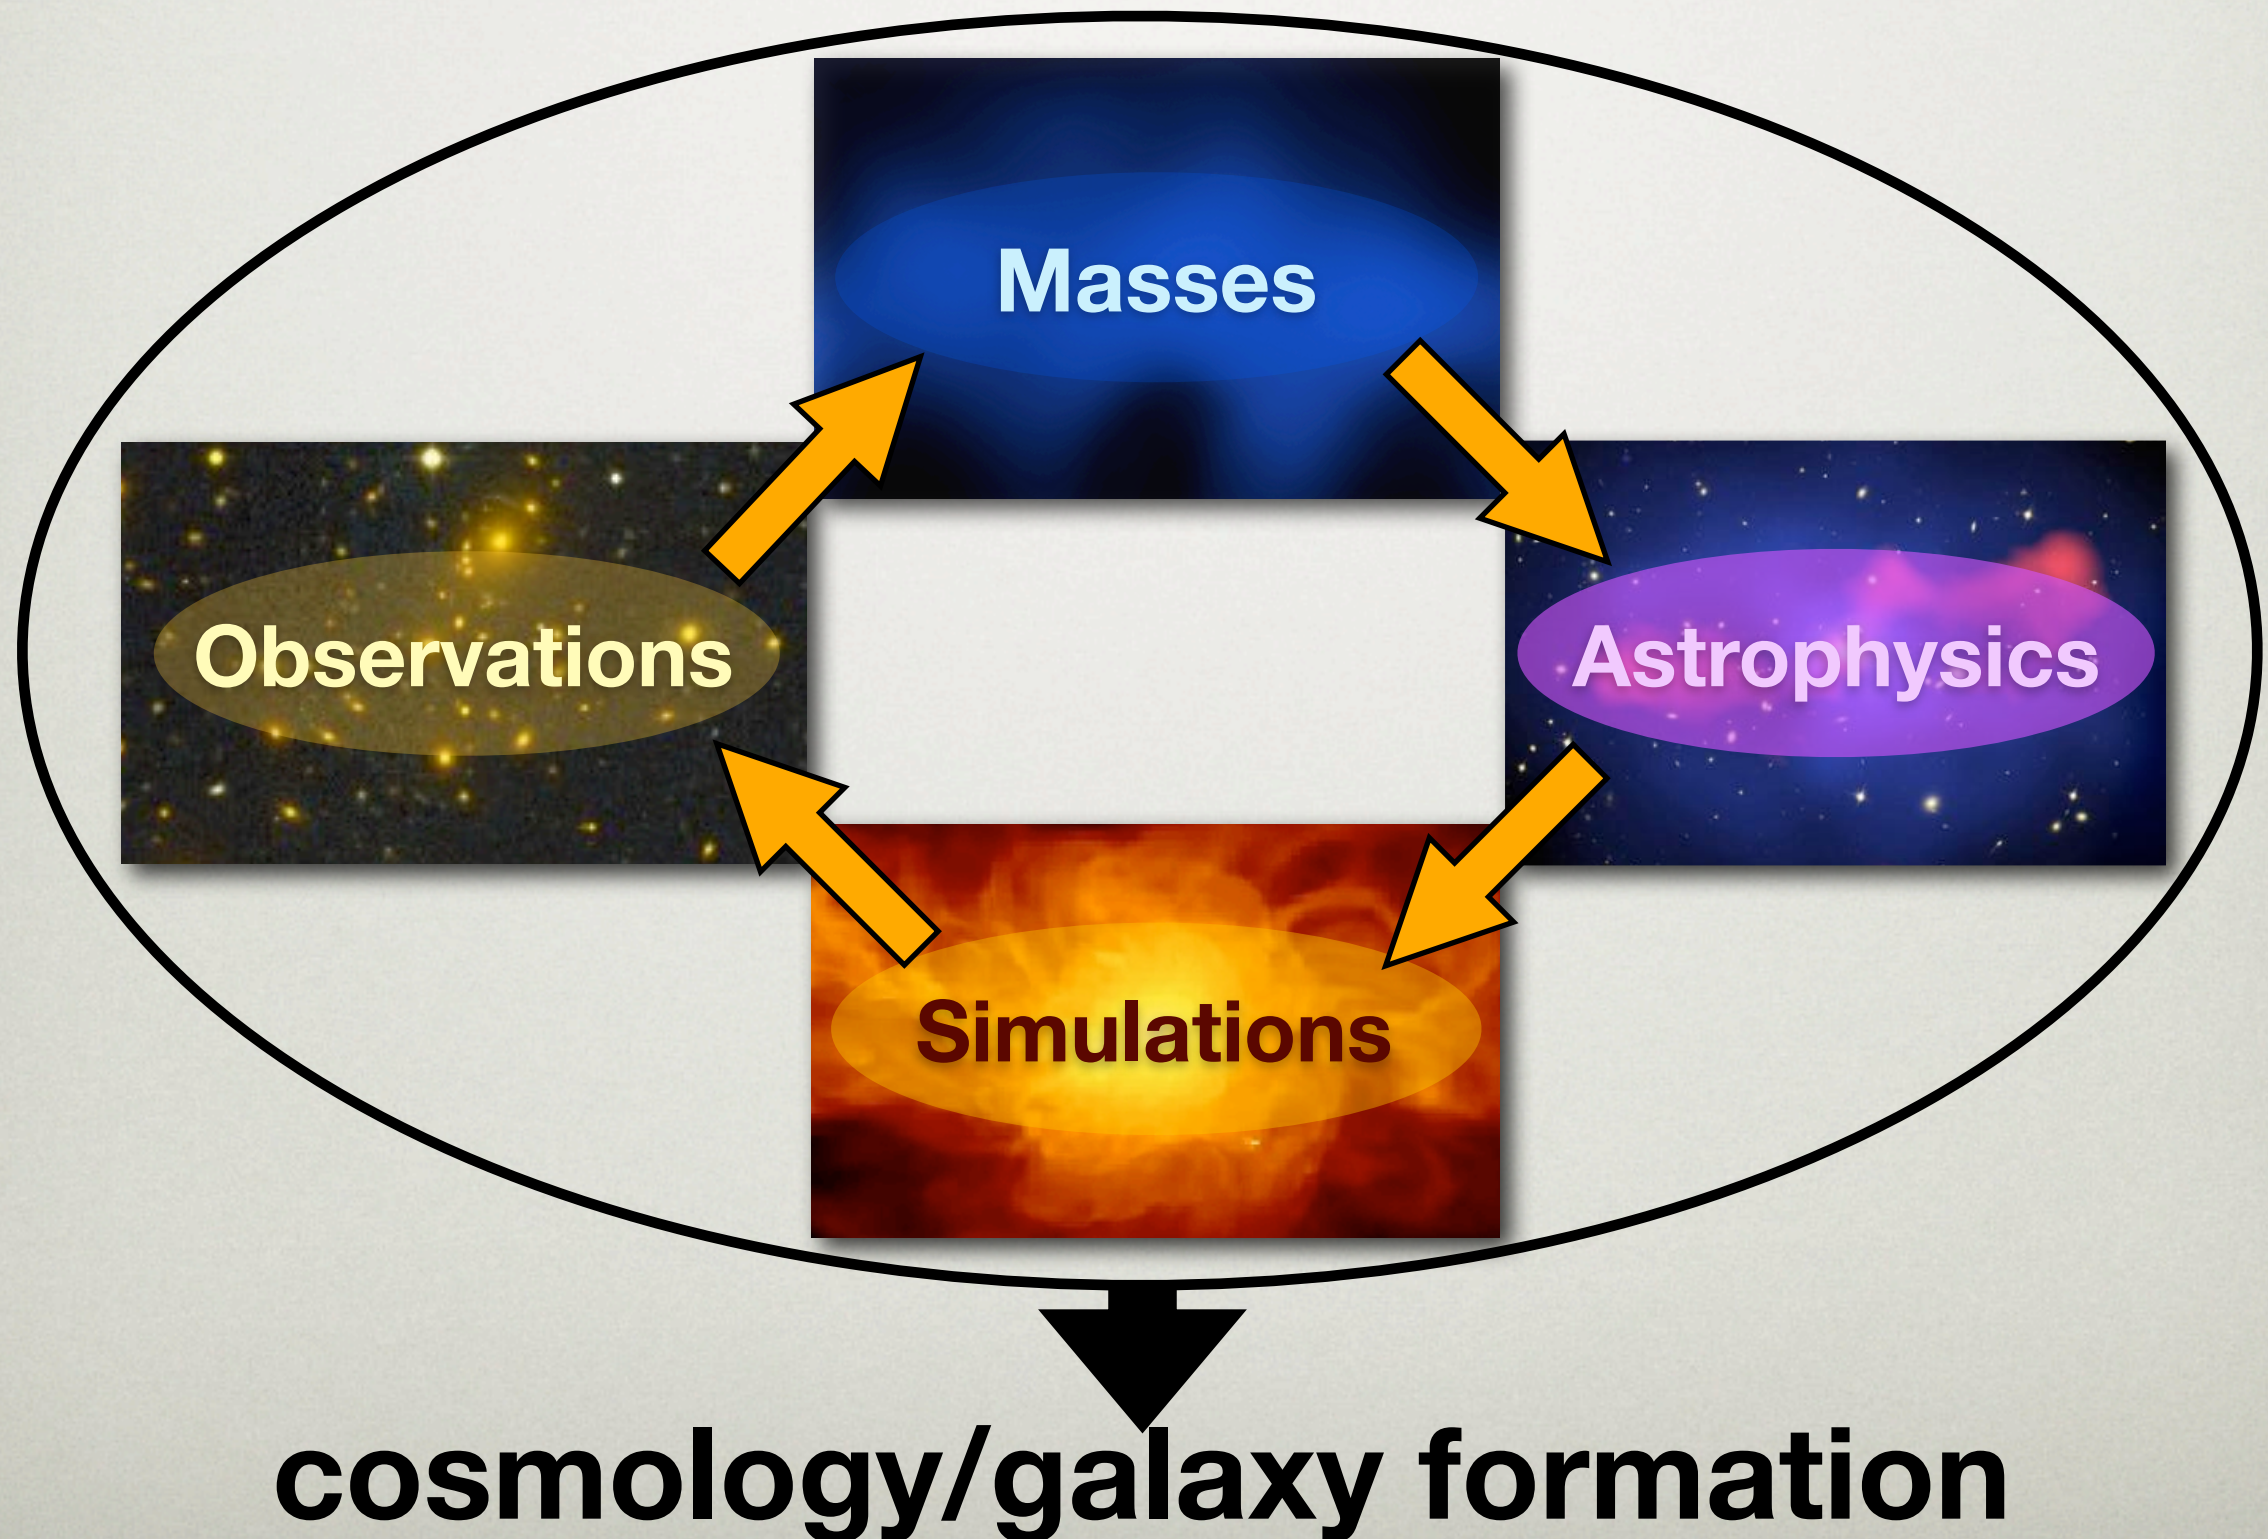 Masses
Observations
Astrophysics
Simulations
cosmology/galaxy formation